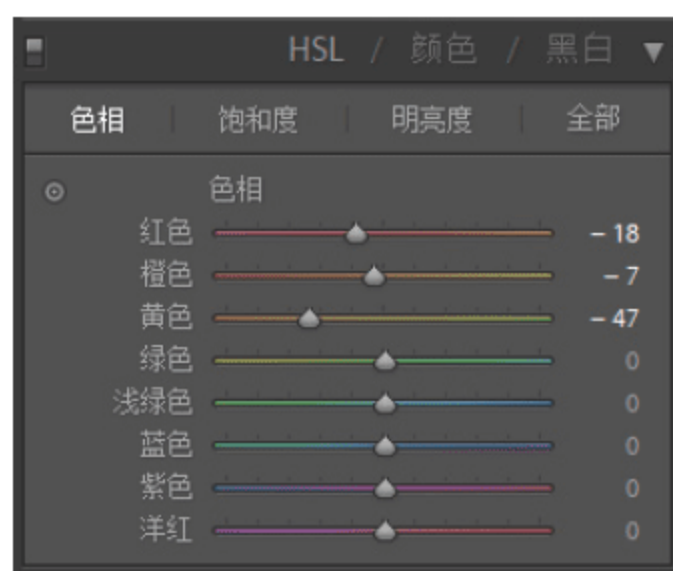 HSL / 颜色 / 黑白 ▼
色相 | 饱和度 | 明亮度 | 全部
色相
红色 - 18
橙色 - 7
黄色 - 47
绿色 0
浅绿色 0
蓝色 0
紫色 0
洋红 0